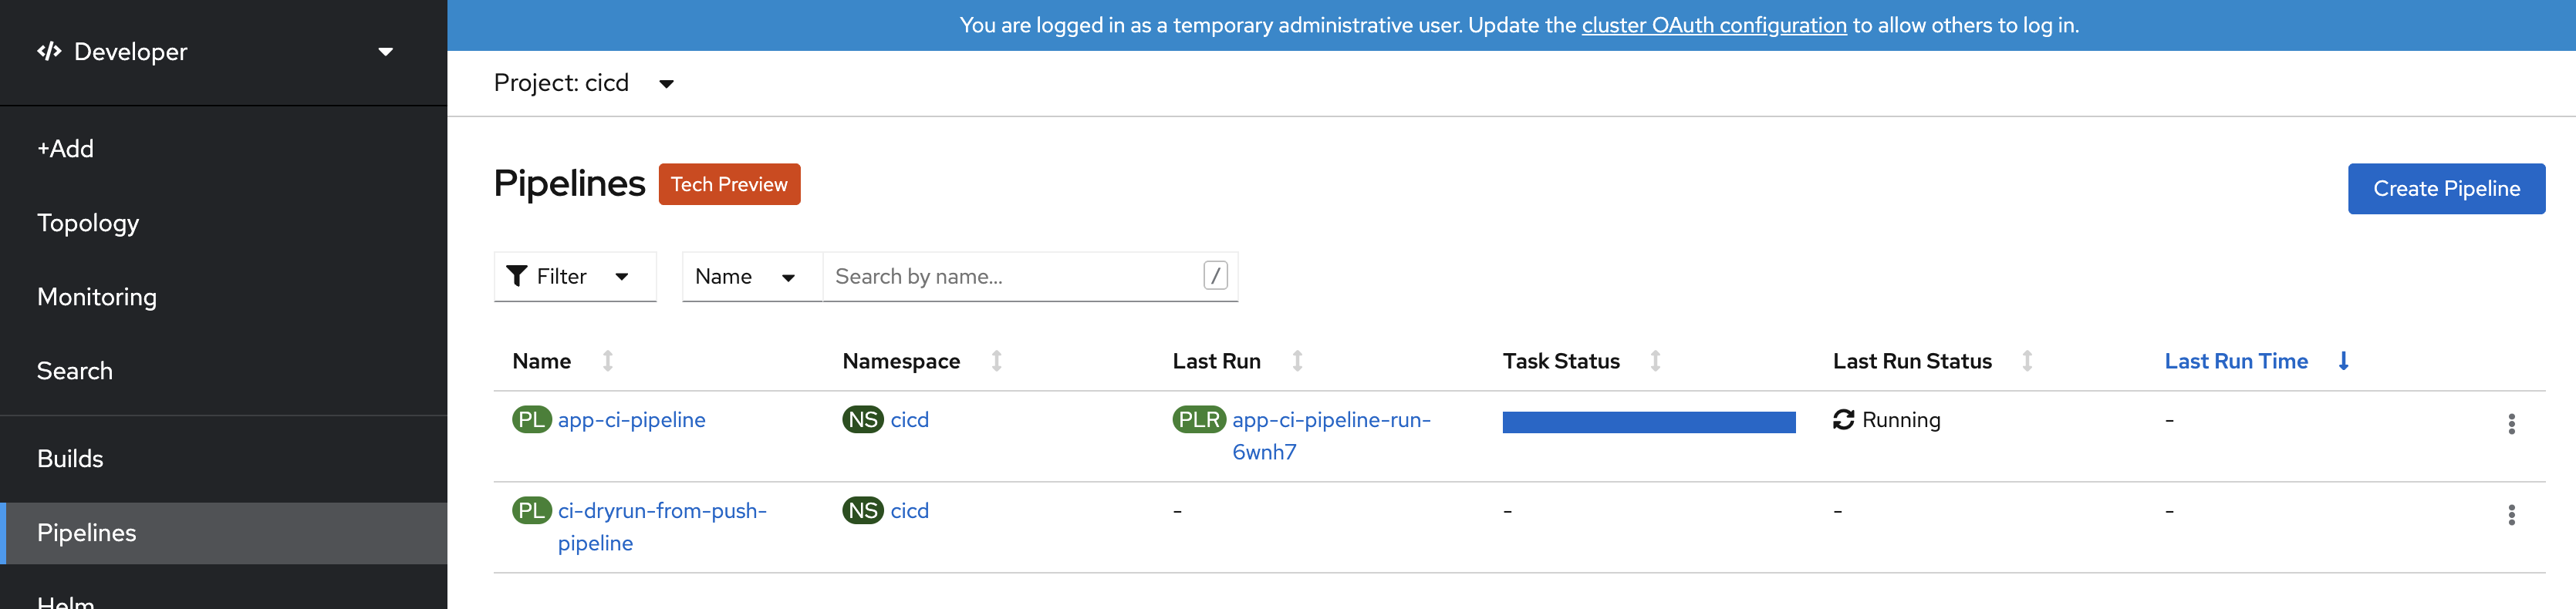 Developer
You are logged in as a temporary administrative user. Update the cluster OAuth configuration to allow others to log in.
Project: cicd
+Add
Topology
Monitoring
Search
Builds
Pipelines
Helm
Pipelines Tech Preview
Create Pipeline
Filter Name Search by name... /
Name Namespace Last Run Task Status Last Run Status Last Run Time
PL app-ci-pipeline NS cicd PLR app-ci-pipeline-run- Running -
6wnh7
PL ci-dryrun-from-push- NS cicd - - - -
pipeline